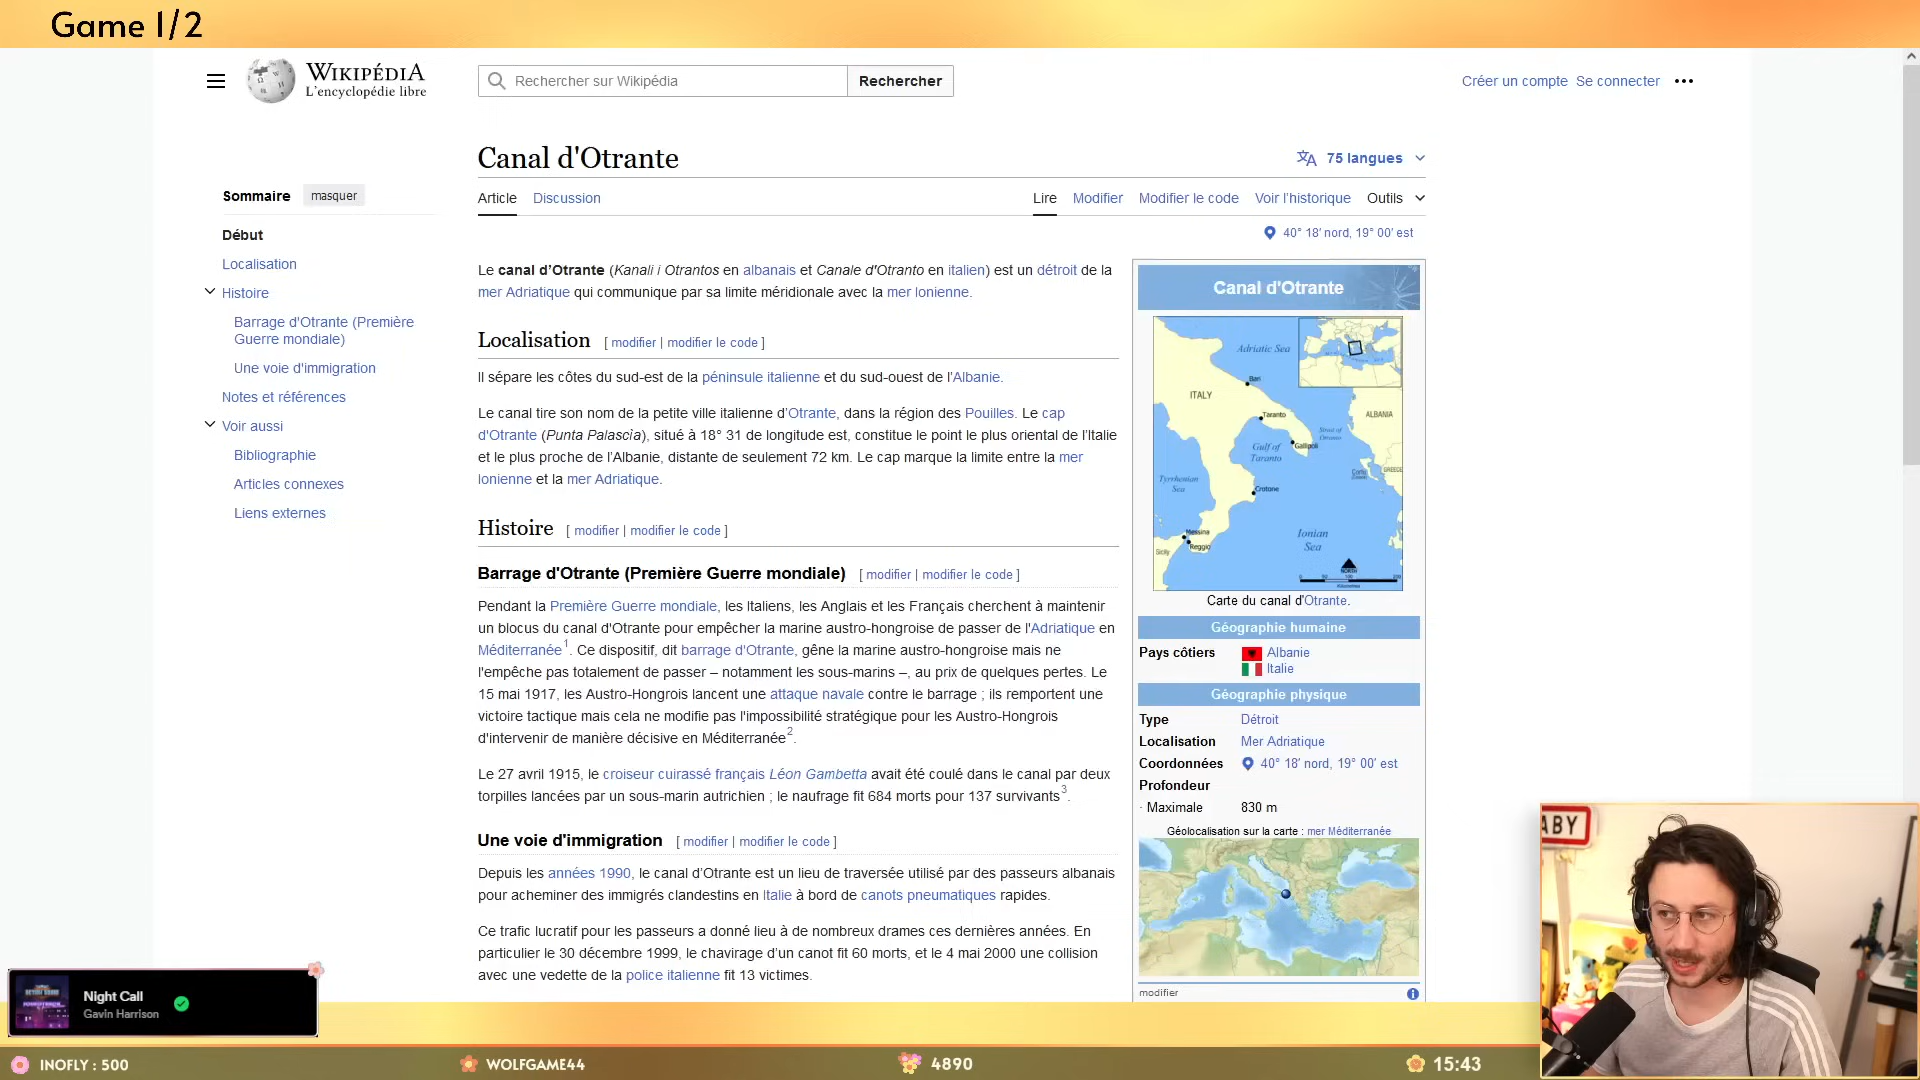 Game 1/2
WIKIPÉDIA
L'encyclopédie libre
Rechercher sur Wikipédia
Rechercher
Créer un compte Se connecter
Canal d'Otrante
75 langues
Article Discussion
Lire Modifier Modifier le code Voir l'historique Outils
40° 18′ nord, 19° 00′ est
Sommaire masquer
Début
Localisation
Histoire
Barrage d'Otrante (Première
Guerre mondiale)
Une voie d'immigration
Notes et références
Voir aussi
Bibliographie
Articles connexes
Liens externes
Le canal d'Otrante (Kanali i Otrantos en albanais et Canale d'Otranto en italien) est un détroit de la
mer Adriatique qui communique par sa limite méridionale avec la mer Ionienne.
Localisation [ modifier | modifier le code ]
Il sépare les côtes du sud-est de la péninsule italienne et du sud-ouest de l'Albanie.
Le canal tire son nom de la petite ville italienne d'Otrante, dans la région des Pouilles. Le cap
d'Otrante (Punta Palascìa), situé à 18° 31 de longitude est, constitue le point le plus oriental de l'Italie
et le plus proche de l'Albanie, distante de seulement 72 km. Le cap marque la limite entre la mer
Ionienne et la mer Adriatique.
Histoire [ modifier | modifier le code ]
Barrage d'Otrante (Première Guerre mondiale) [ modifier | modifier le code ]
Pendant la Première Guerre mondiale, les Italiens, les Anglais et les Français cherchent à maintenir
un blocus du canal d'Otrante pour empêcher la marine austro-hongroise de passer de l'Adriatique en
Méditerranée1. Ce dispositif, dit barrage d'Otrante, gêne la marine austro-hongroise mais ne
l'empêche pas totalement de passer – notamment les sous-marins –, au prix de quelques pertes. Le
15 mai 1917, les Austro-Hongrois lancent une attaque navale contre le barrage ; ils remportent une
victoire tactique mais cela ne modifie pas l'impossibilité stratégique pour les Austro-Hongrois
d'intervenir de manière décisive en Méditerranée2.
Le 27 avril 1915, le croiseur cuirassé français Léon Gambetta avait été coulé dans le canal par deux
torpilles lancées par un sous-marin autrichien ; le naufrage fit 684 morts pour 137 survivants3.
Une voie d'immigration [ modifier | modifier le code ]
Depuis les années 1990, le canal d'Otrante est un lieu de traversée utilisé par des passeurs albanais
pour acheminer des immigrés clandestins en Italie à bord de canots pneumatiques rapides.
Ce trafic lucratif pour les passeurs a donné lieu à de nombreux drames ces dernières années. En
particulier le 30 décembre 1999, le chavirage d'un canot fit 60 morts, et le 4 mai 2000 une collision
avec une vedette de la police italienne fit 13 victimes.
Canal d'Otrante
Adriatic Sea
Bari
ITALY
Taranto
ALBANIA
Strait of
Otranto
Gallipoli
Gulf of
Taranto
Corfu
GREECE
Tyrrhenian
Sea
Crotone
Messina
Reggio
Sicily
Ionian
Sea
NORTH
Carte du canal d'Otrante.
Géographie humaine
Pays côtiers Albanie
Italie
Géographie physique
Type Détroit
Localisation Mer Adriatique
Coordonnées 40° 18′ nord, 19° 00′ est
Profondeur
· Maximale 830 m
Géolocalisation sur la carte : mer Méditerranée
modifier
ABY
Night Call
Gavin Harrison
INOFLY : 500
WOLFGAME44
4890
15:43